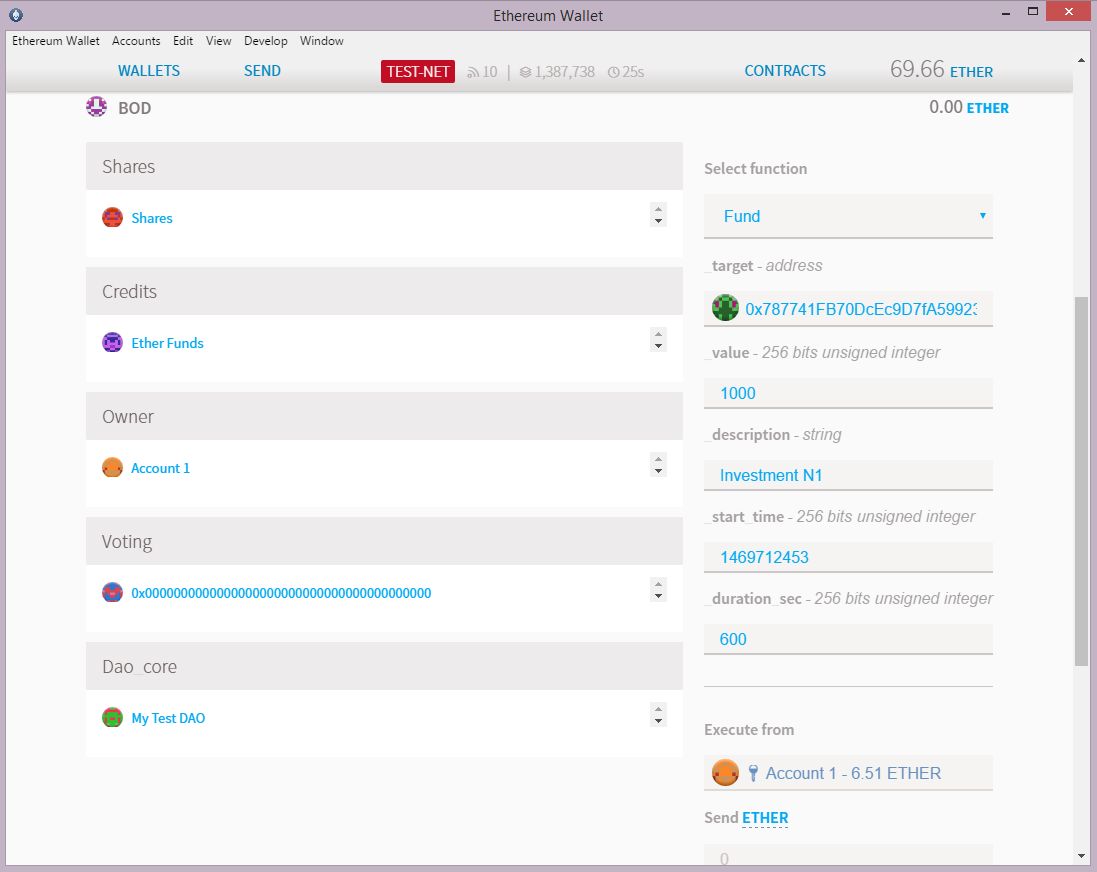 Ethereum Wallet
Ethereum Wallet Accounts Edit View Develop Window
WALLETS SEND TEST-NET 10 | 1,387,738 25s CONTRACTS 69.66 ETHER
BOD 0.00 ETHER
Shares
Shares
Credits
Ether Funds
Owner
Account 1
Voting
0x0000000000000000000000000000000000000000
Dao_core
My Test DAO
Select function
Fund
_target - address
0x787741FB70DcEc9D7fA59923
_value - 256 bits unsigned integer
1000
_description - string
Investment N1
_start_time - 256 bits unsigned integer
1469712453
_duration_sec - 256 bits unsigned integer
600
Execute from
Account 1 - 6.51 ETHER
Send ETHER
0